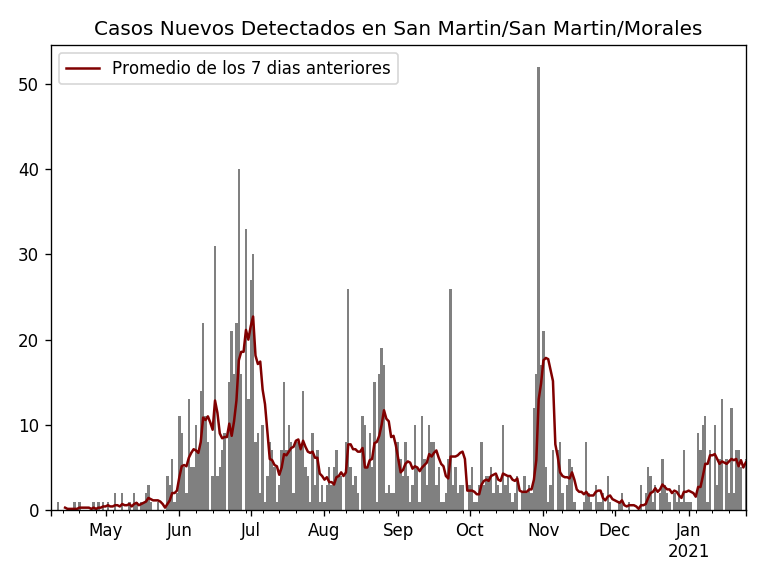 Casos Nuevos Detectados en San Martin/San Martin/Morales
Promedio de los 7 dias anteriores
50
40
30
20
10
0
May Jun Jul Aug Sep Oct Nov Dec Jan
2021